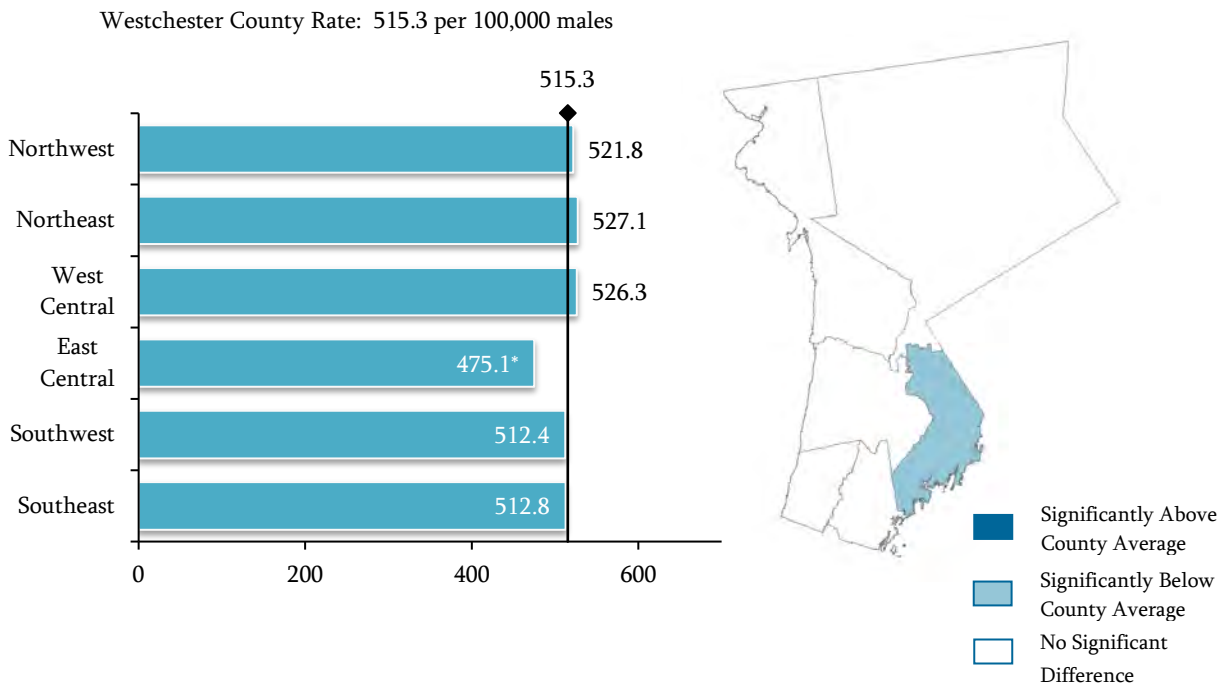 Westchester County Rate: 515.3 per 100,000 males
515.3
Northwest
521.8
Northeast
527.1
West
Central
526.3
East
Central
475.1*
Southwest
512.4
Southeast
512.8
0
200
400
600
Significantly Above
County Average
Significantly Below
County Average
No Significant
Difference